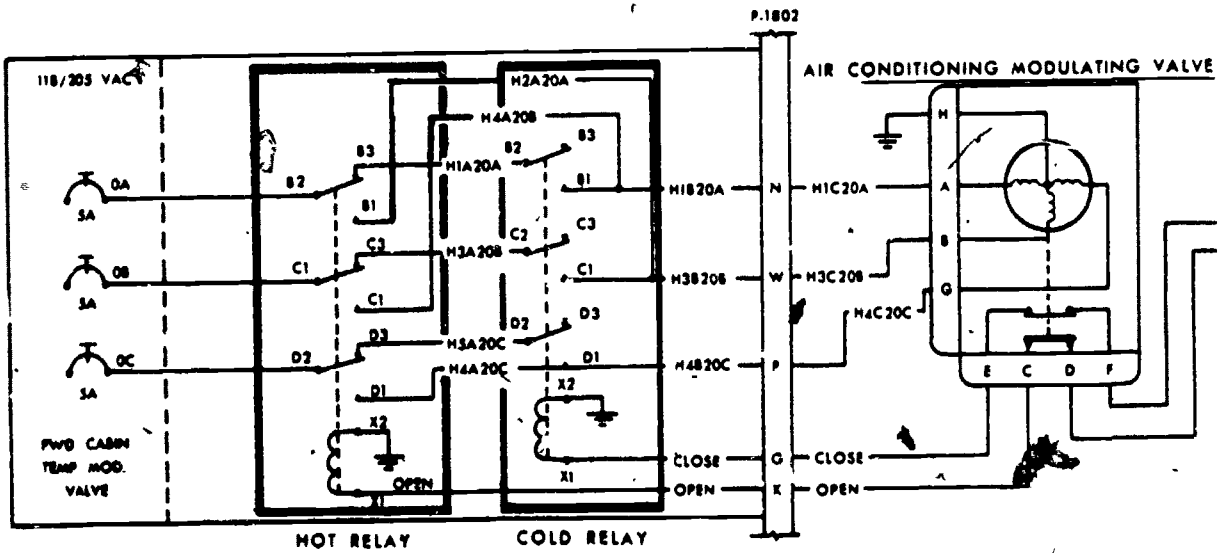 P.1802
118/205 VAC
AIR CONDITIONING MODULATING VALVE
H2A20A
H4A20B
H
B3
B2
B3
H1A20A
0A
B2
B1
H1B20A
N
H1C20A
A
5A
B1
C3
C2
C3
H3A20B
B
0B
C1
C1
H3B20B
W
H3C20B
5A
G
C1
H4C20C
D3
D2
D3
H5A20C
0C
D2
H4A20C
D1
H4B20C
P
E C D F
5A
D1
X2
X2
FWD CABIN
TEMP MOD.
VALVE
CLOSE
G
CLOSE
X1
OPEN
OPEN
X
OPEN
X1
HOT RELAY
COLD RELAY